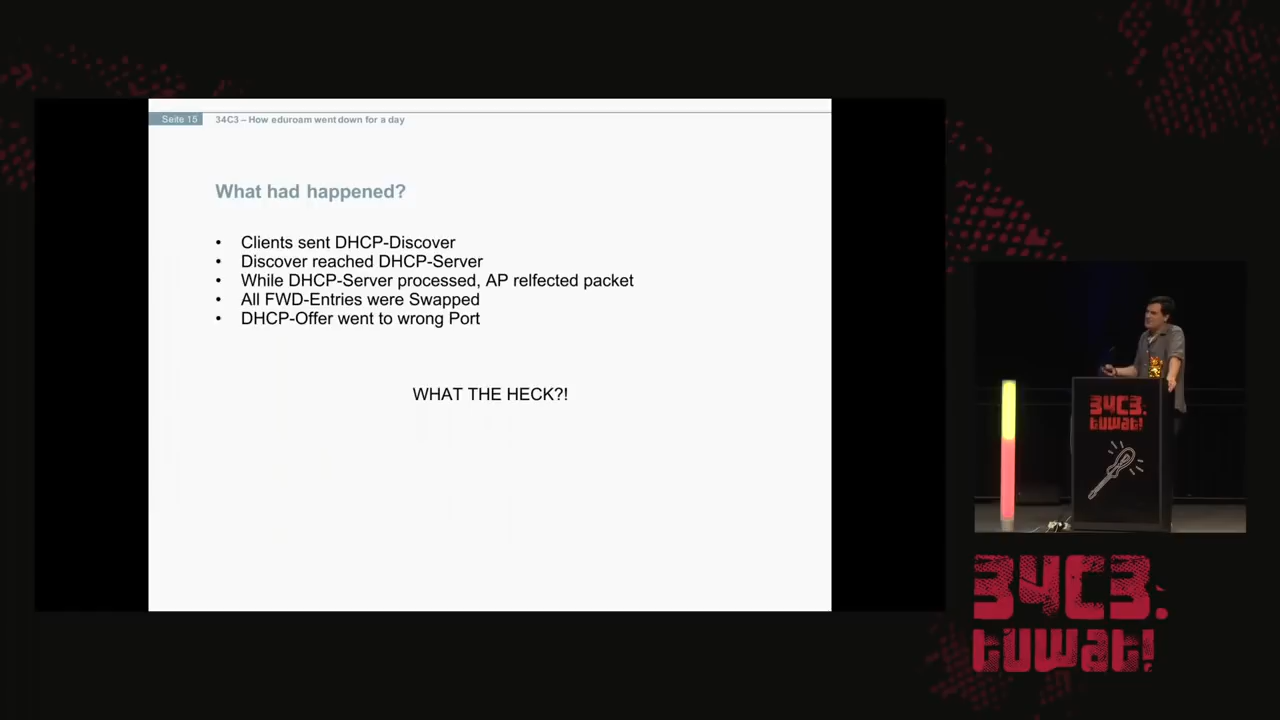 Seite 15
34C3 – How eduroam went down for a day
What had happened?
• Clients sent DHCP-Discover
• Discover reached DHCP-Server
• While DHCP-Server processed, AP relfected packet
• All FWD-Entries were Swapped
• DHCP-Offer went to wrong Port
WHAT THE HECK?!
34C3.
tuwat!
34C3.
tuwat!